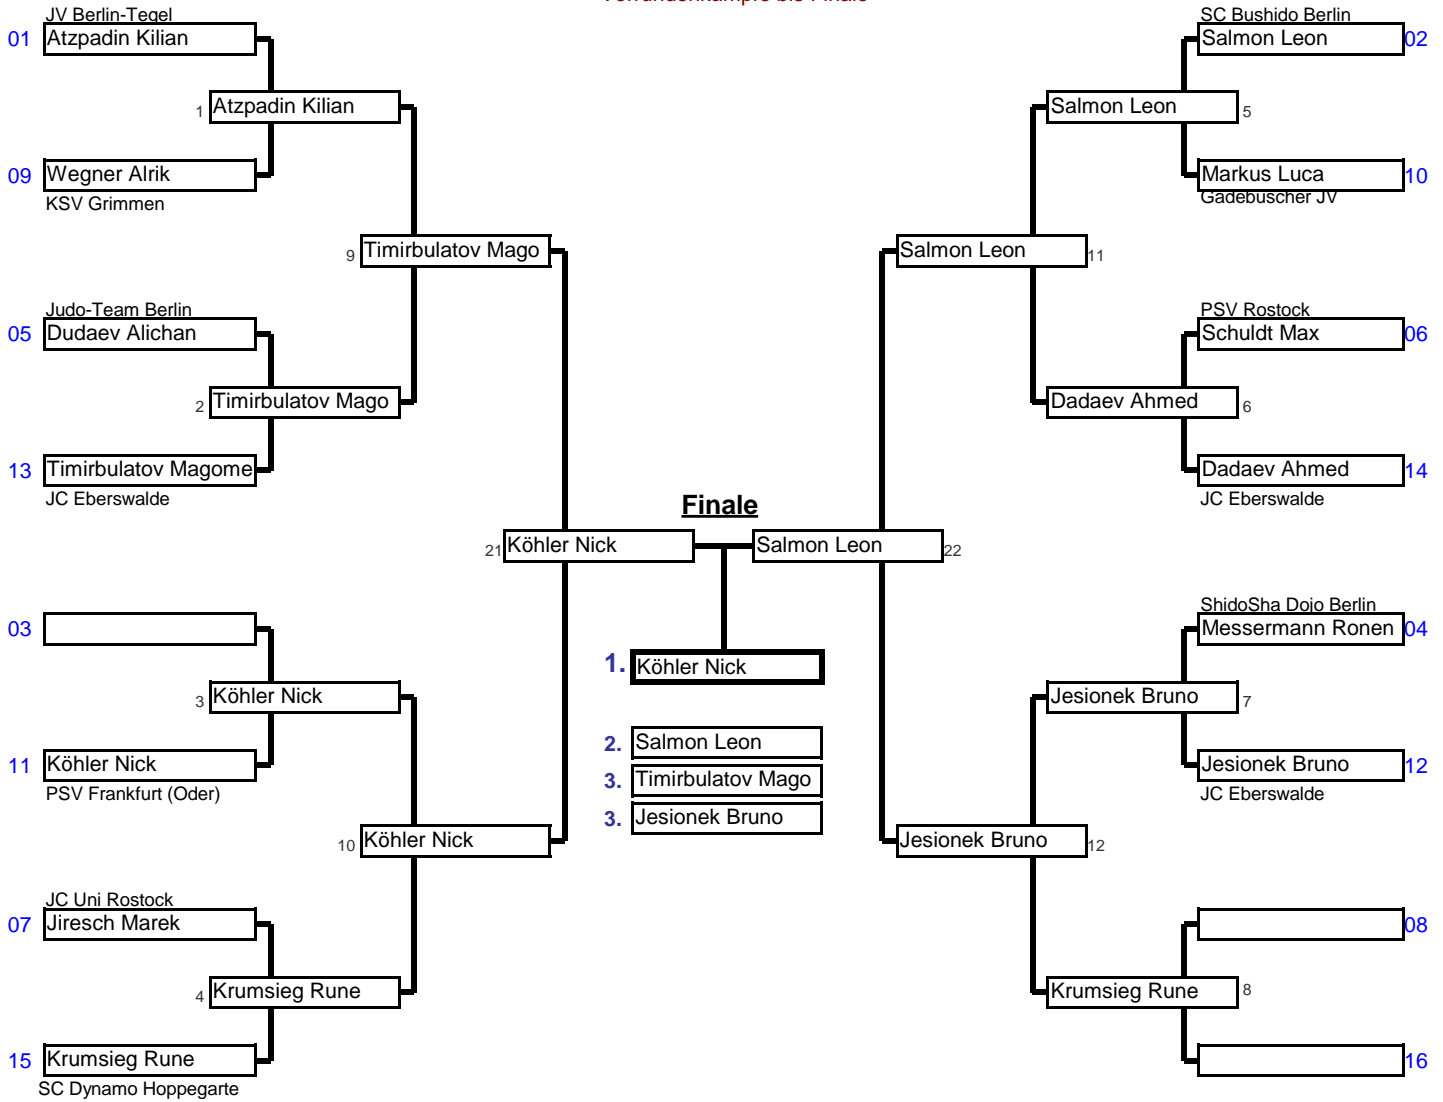 Vorrundenkämpfe bis Finale
JV Berlin-Tegel
01 Atzpadin Kilian
1 Atzpadin Kilian
09 Wegner Alrik
KSV Grimmen
9 Timirbulatov Mago
Judo-Team Berlin
05 Dudaev Alichan
2 Timirbulatov Mago
13 Timirbulatov Magome
JC Eberswalde
21 Köhler Nick
03
3 Köhler Nick
11 Köhler Nick
PSV Frankfurt (Oder)
10 Köhler Nick
JC Uni Rostock
07 Jiresch Marek
4 Krumsieg Rune
15 Krumsieg Rune
SC Dynamo Hoppegarte
Finale
1. Köhler Nick
2. Salmon Leon
3. Timirbulatov Mago
3. Jesionek Bruno
SC Bushido Berlin
Salmon Leon 02
Salmon Leon 5
Markus Luca 10
Gadebuscher JV
Salmon Leon 11
PSV Rostock
Schuldt Max 06
Dadaev Ahmed 6
Dadaev Ahmed 14
JC Eberswalde
Salmon Leon 22
ShidoSha Dojo Berlin
Messermann Ronen 04
Jesionek Bruno 7
Jesionek Bruno 12
JC Eberswalde
Jesionek Bruno 12
08
Krumsieg Rune 8
16